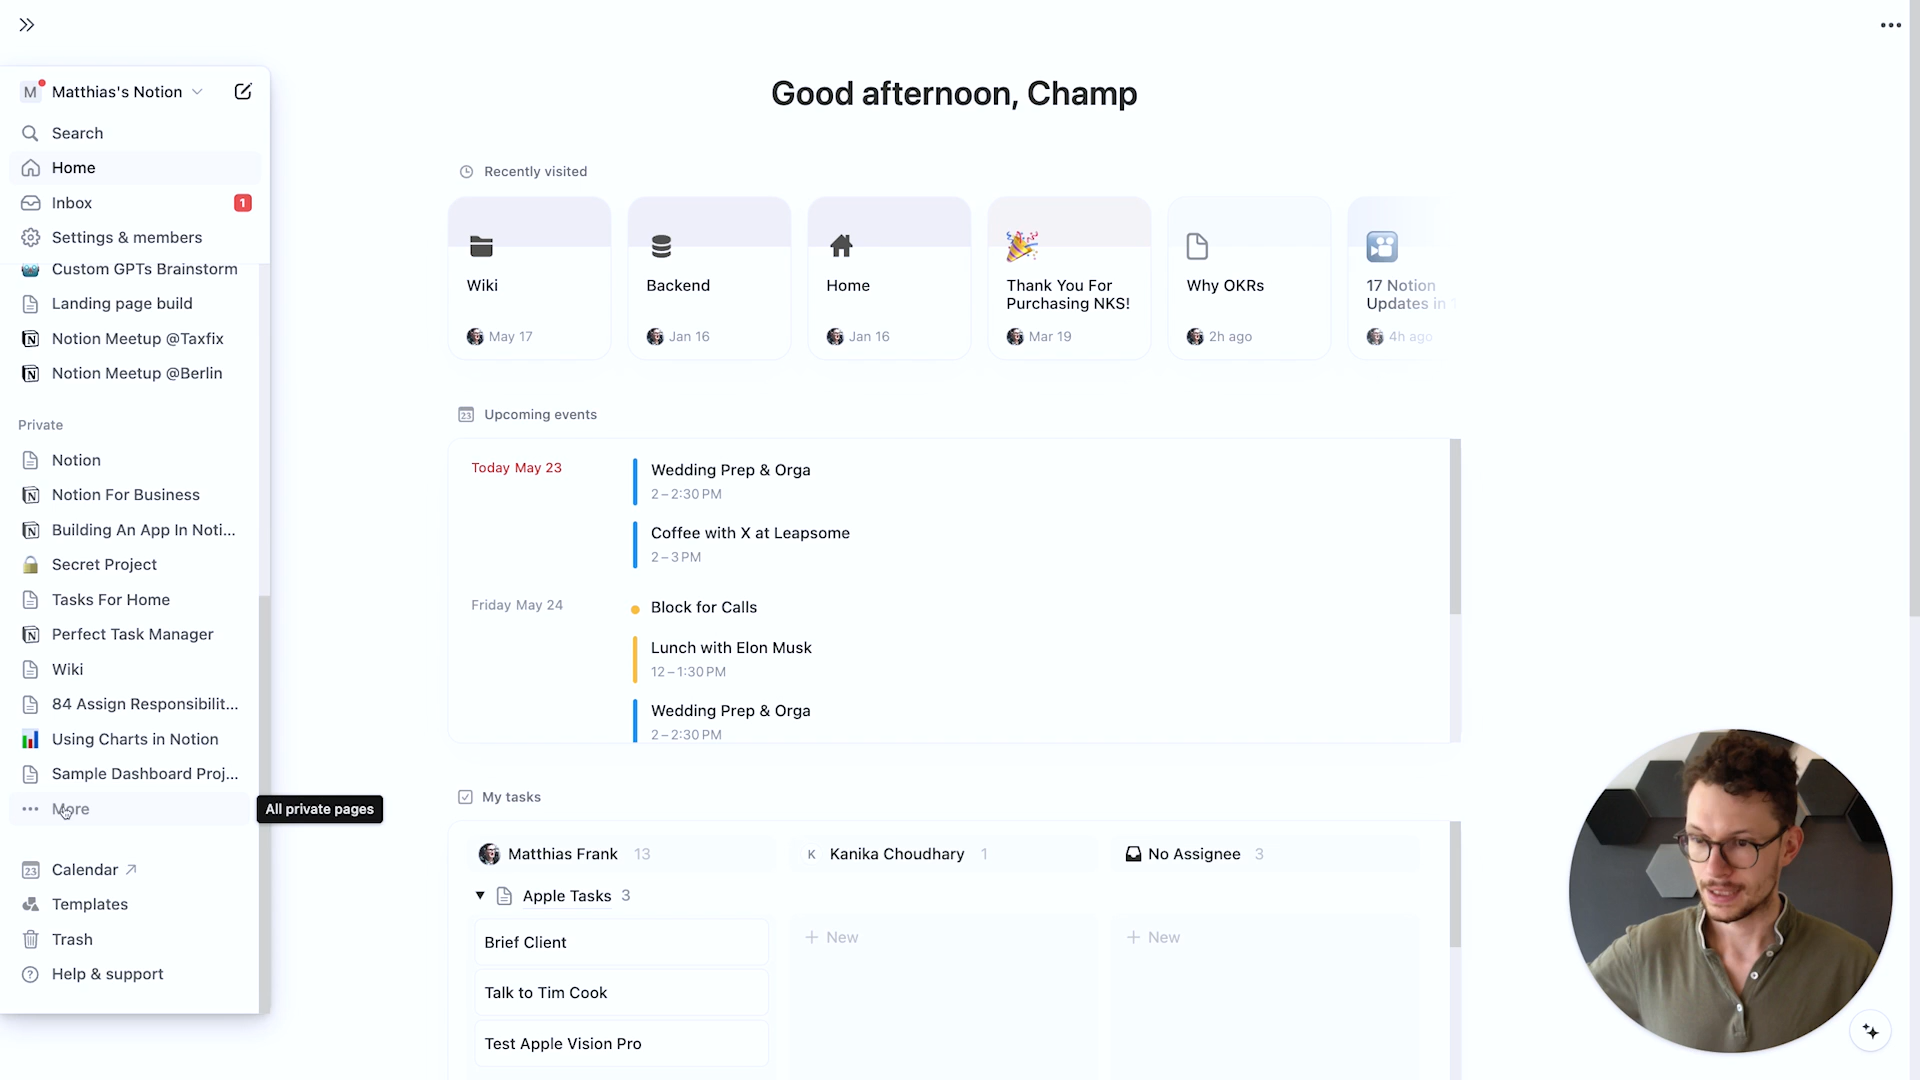 M Matthias's Notion
Search
Home
Inbox 1
Settings & members
Custom GPTs Brainstorm
Landing page build
Notion Meetup @Taxfix
Notion Meetup @Berlin
Private
Notion
Notion For Business
Building An App In Noti...
Secret Project
Tasks For Home
Perfect Task Manager
Wiki
84 Assign Responsibilit...
Using Charts in Notion
Sample Dashboard Proj...
More
All private pages
23 Calendar
Templates
Trash
Help & support
Good afternoon, Champ
Recently visited
Wiki
May 17
Backend
Jan 16
Home
Jan 16
Thank You For
Purchasing NKS!
Mar 19
Why OKRs
2h ago
17 Notion
Updates in
4h ago
23 Upcoming events
Today May 23
Wedding Prep & Orga
2–2:30 PM
Coffee with X at Leapsome
2–3 PM
Friday May 24
Block for Calls
Lunch with Elon Musk
12–1:30 PM
Wedding Prep & Orga
2–2:30 PM
My tasks
Matthias Frank 13
K Kanika Choudhary 1
No Assignee 3
Apple Tasks 3
Brief Client
Talk to Tim Cook
Test Apple Vision Pro
+ New
+ New